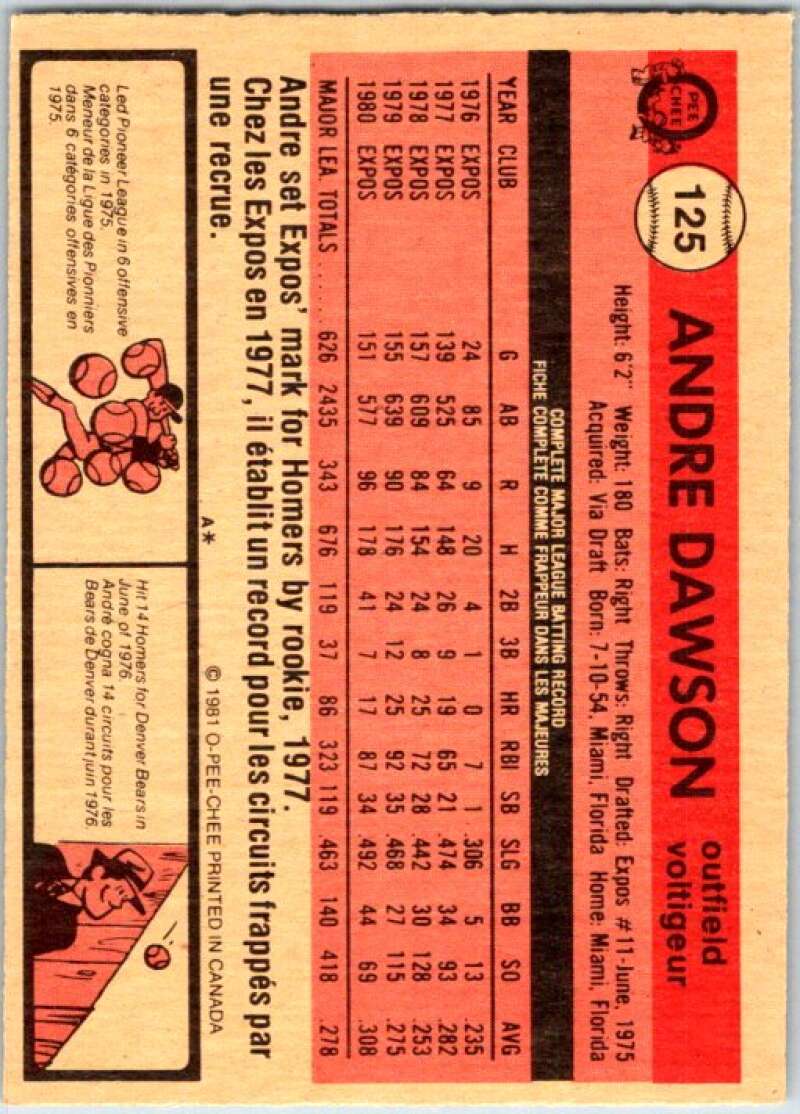 O PEE CHEE
125
ANDRE DAWSON outfield
voltigeur
Height: 6'2" Weight: 180 Bats: Right Throws: Right Drafted: Expos #11-June, 1975
Acquired: Via Draft Born: 7-10-54, Miami, Florida Home: Miami, Florida
COMPLETE MAJOR LEAGUE BATTING RECORD
FICHE COMPLETE COMME FRAPPEUR DANS LES MAJEURES
YEAR CLUB G AB R H 2B 3B HR RBI SB SLG BB SO AVG
1976 EXPOS 24 85 9 20 4 1 0 7 1 .306 5 13 .235
1977 EXPOS 139 525 64 148 26 9 19 65 21 .474 34 93 .282
1978 EXPOS 157 609 84 154 24 8 25 72 28 .442 30 128 .253
1979 EXPOS 155 639 90 176 24 12 25 92 35 .468 27 115 .275
1980 EXPOS 151 577 96 178 41 7 17 87 34 .492 44 69 .308
MAJOR LEA. TOTALS ..... 626 2435 343 676 119 37 86 323 119 .463 140 418 .278
Andre set Expos' mark for Homers by rookie, 1977.
Chez les Expos en 1977, il établit un record pour les circuits frappés par
une recrue.
A* © 1981 O-PEE-CHEE PRINTED IN CANADA
Led Pioneer League in 6 offensive
categories in 1975.
Meneur de la Ligue des Pionniers
dans 6 catégories offensives en
1975.
Hit 14 Homers for Denver Bears in
June of 1976.
André cogna 14 circuits pour les
Bears de Denver durant juin 1976.